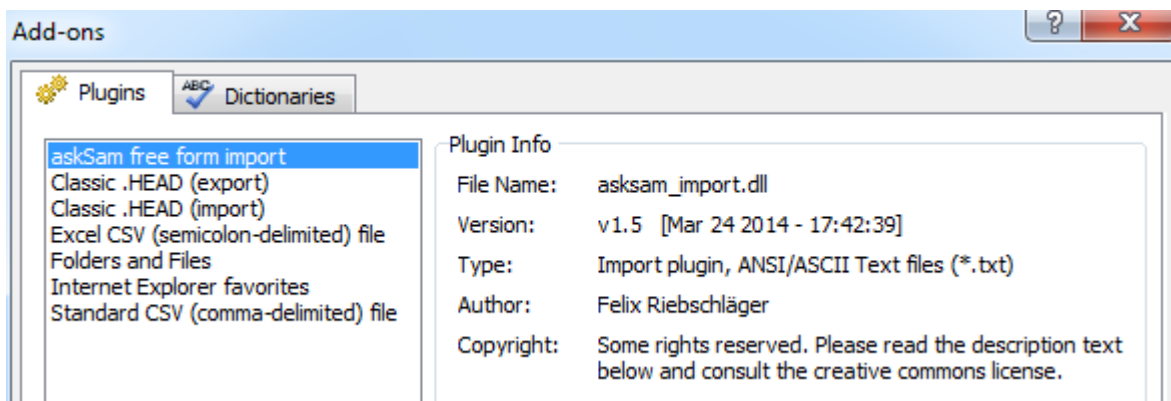 Add-ons
?
Plugins
ABC
Dictionaries
askSam free form import
Classic .HEAD (export)
Classic .HEAD (import)
Excel CSV (semicolon-delimited) file
Folders and Files
Internet Explorer favorites
Standard CSV (comma-delimited) file
Plugin Info
File Name: asksam_import.dll
Version: v1.5 [Mar 24 2014 - 17:42:39]
Type: Import plugin, ANSI/ASCII Text files (*.txt)
Author: Felix Riebschläger
Copyright: Some rights reserved. Please read the description text
below and consult the creative commons license.